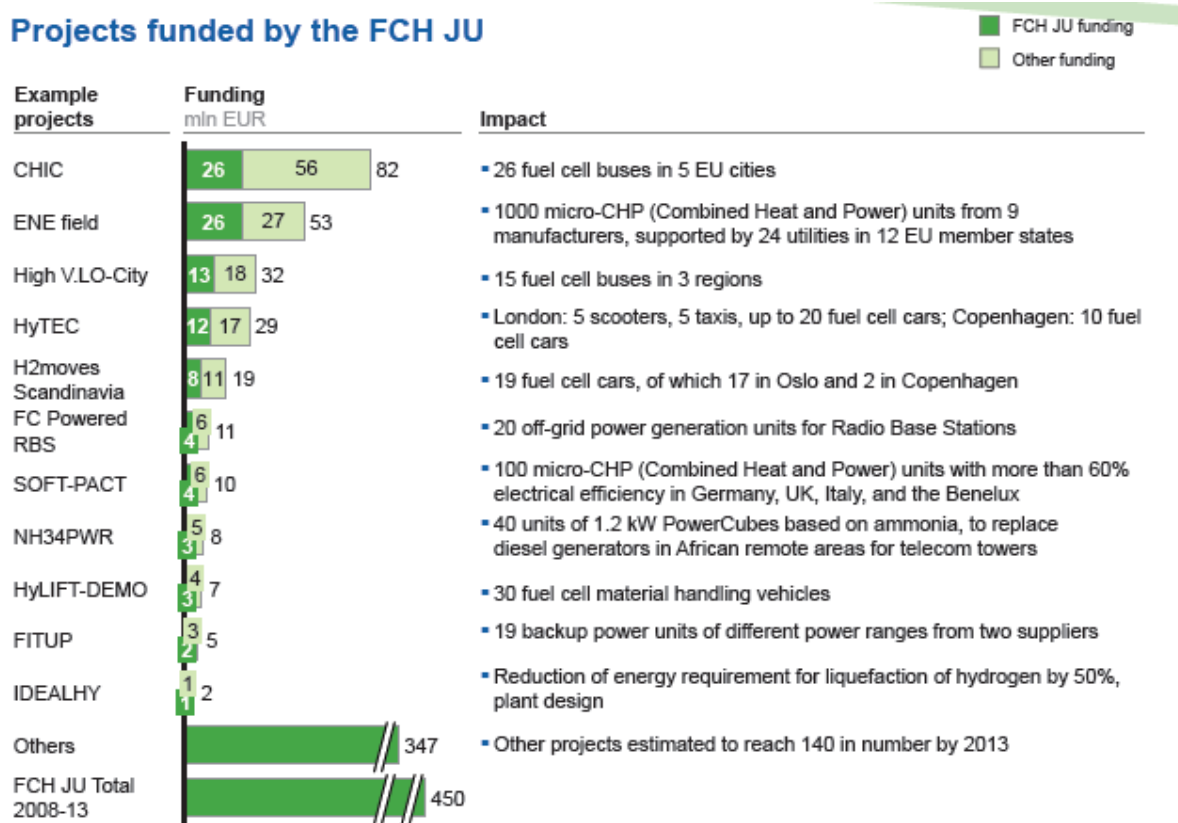 Projects funded by the FCH JU
FCH JU funding
Other funding
Example
projects
Funding
mln EUR
Impact
CHIC
26
56
82
▪ 26 fuel cell buses in 5 EU cities
ENE field
26
27
53
▪ 1000 micro-CHP (Combined Heat and Power) units from 9
manufacturers, supported by 24 utilities in 12 EU member states
High V.LO-City
13
18
32
▪ 15 fuel cell buses in 3 regions
HyTEC
12
17
29
▪ London: 5 scooters, 5 taxis, up to 20 fuel cell cars; Copenhagen: 10 fuel
cell cars
H2moves
Scandinavia
8
11
19
▪ 19 fuel cell cars, of which 17 in Oslo and 2 in Copenhagen
FC Powered
RBS
4
6
11
▪ 20 off-grid power generation units for Radio Base Stations
SOFT-PACT
4
6
10
▪ 100 micro-CHP (Combined Heat and Power) units with more than 60%
electrical efficiency in Germany, UK, Italy, and the Benelux
NH34PWR
3
5
8
▪ 40 units of 1.2 kW PowerCubes based on ammonia, to replace
diesel generators in African remote areas for telecom towers
HyLIFT-DEMO
3
4
7
▪ 30 fuel cell material handling vehicles
FITUP
2
3
5
▪ 19 backup power units of different power ranges from two suppliers
IDEALHY
1
1
2
▪ Reduction of energy requirement for liquefaction of hydrogen by 50%,
plant design
Others
347
▪ Other projects estimated to reach 140 in number by 2013
FCH JU Total
2008-13
450